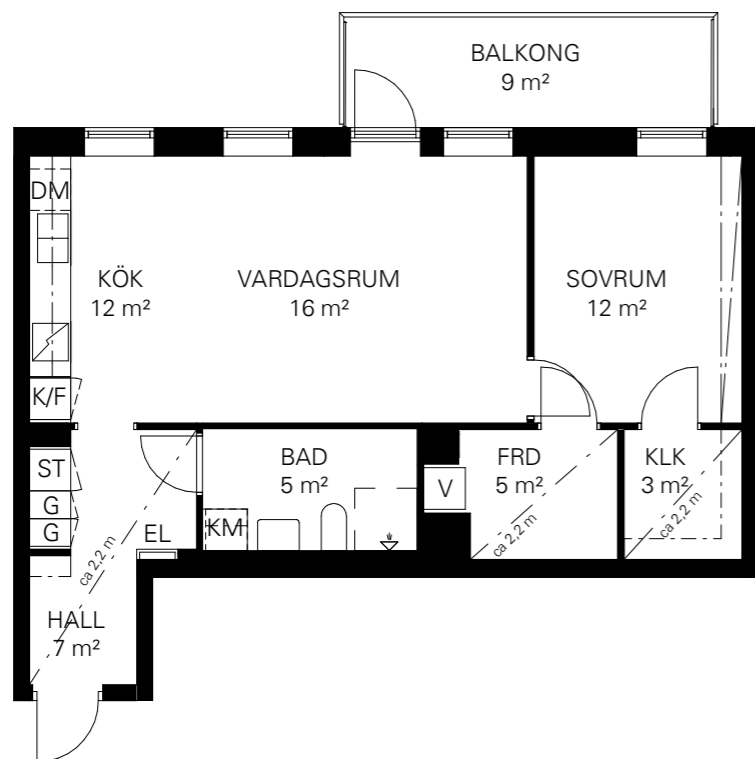 BALKONG
9 m²
DM
KÖK
12 m²
VARDAGSRUM
16 m²
SOVRUM
12 m²
K/F
ST
G
G
EL
BAD
5 m²
KM
V
FRD
5 m²
KLK
3 m²
ca 2,2 m
ca 2,2 m
ca 2,2 m
HALL
7 m²